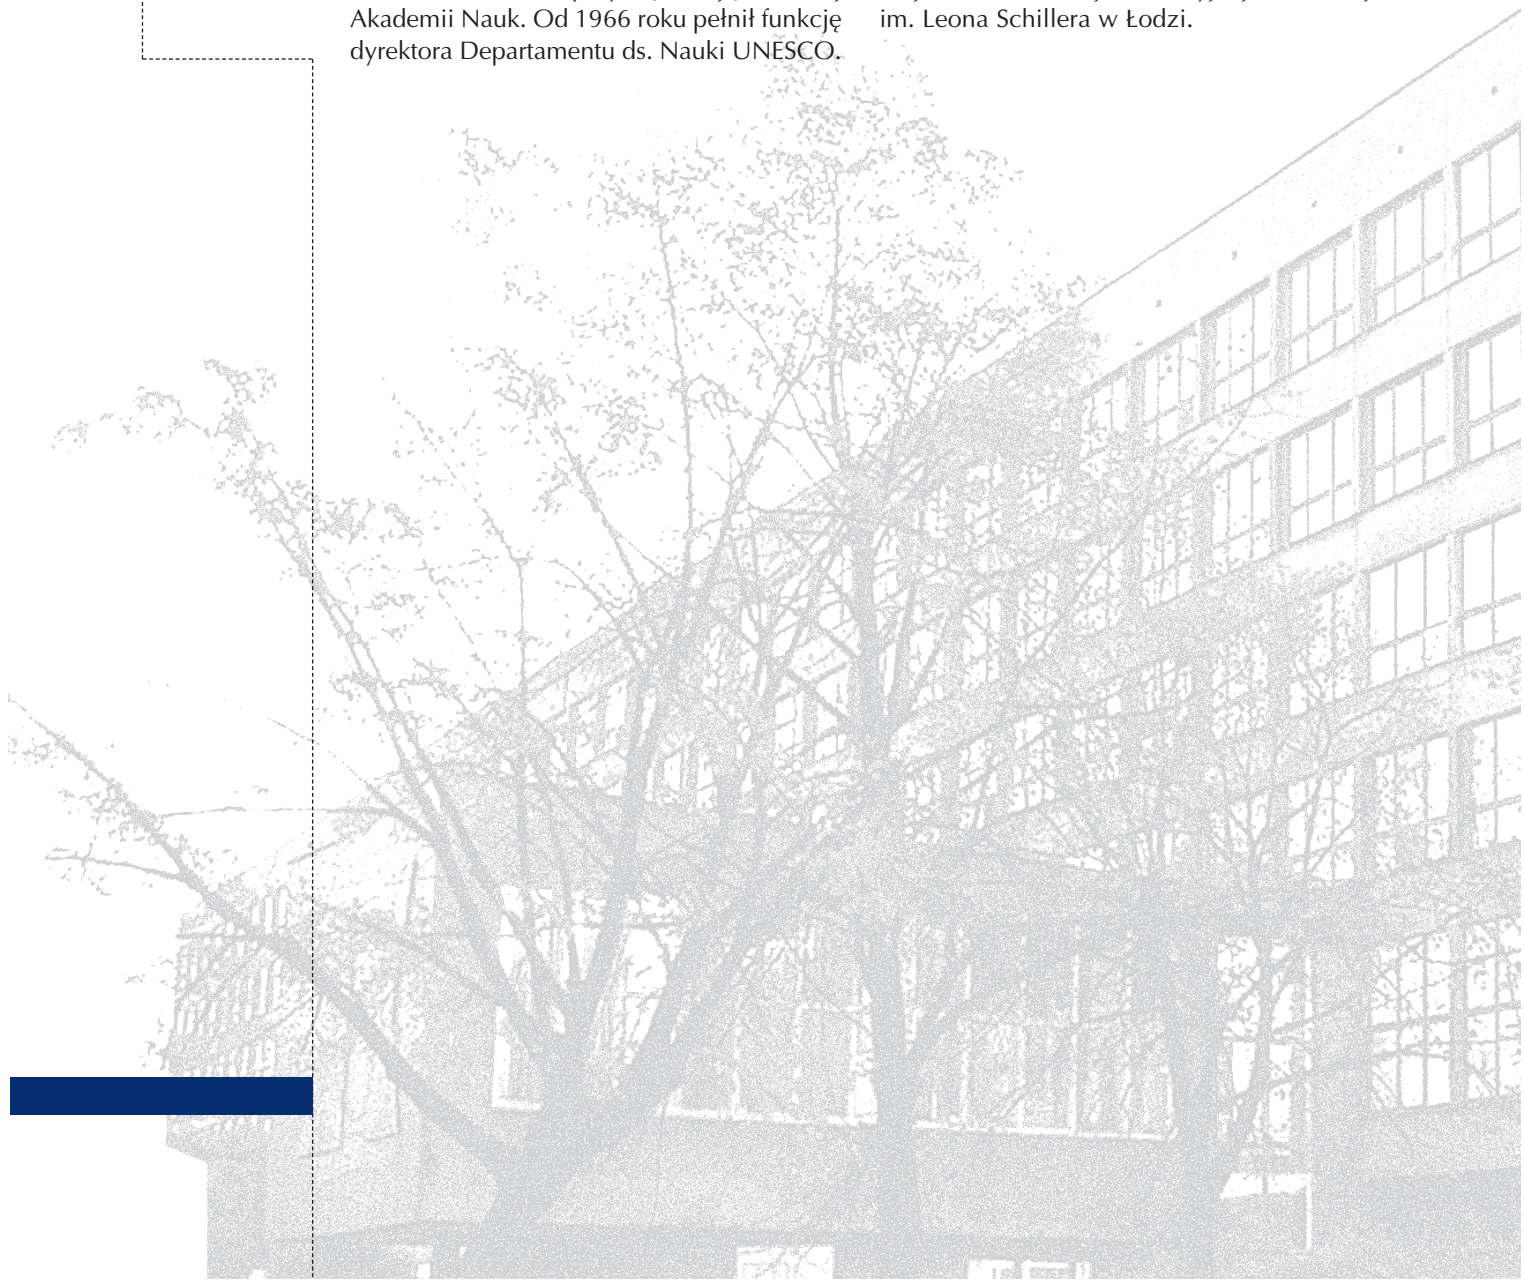 Akademii Nauk. Od 1966 roku pełnił funkcję
dyrektora Departamentu ds. Nauki UNESCO.
im. Leona Schillera w Łodzi.